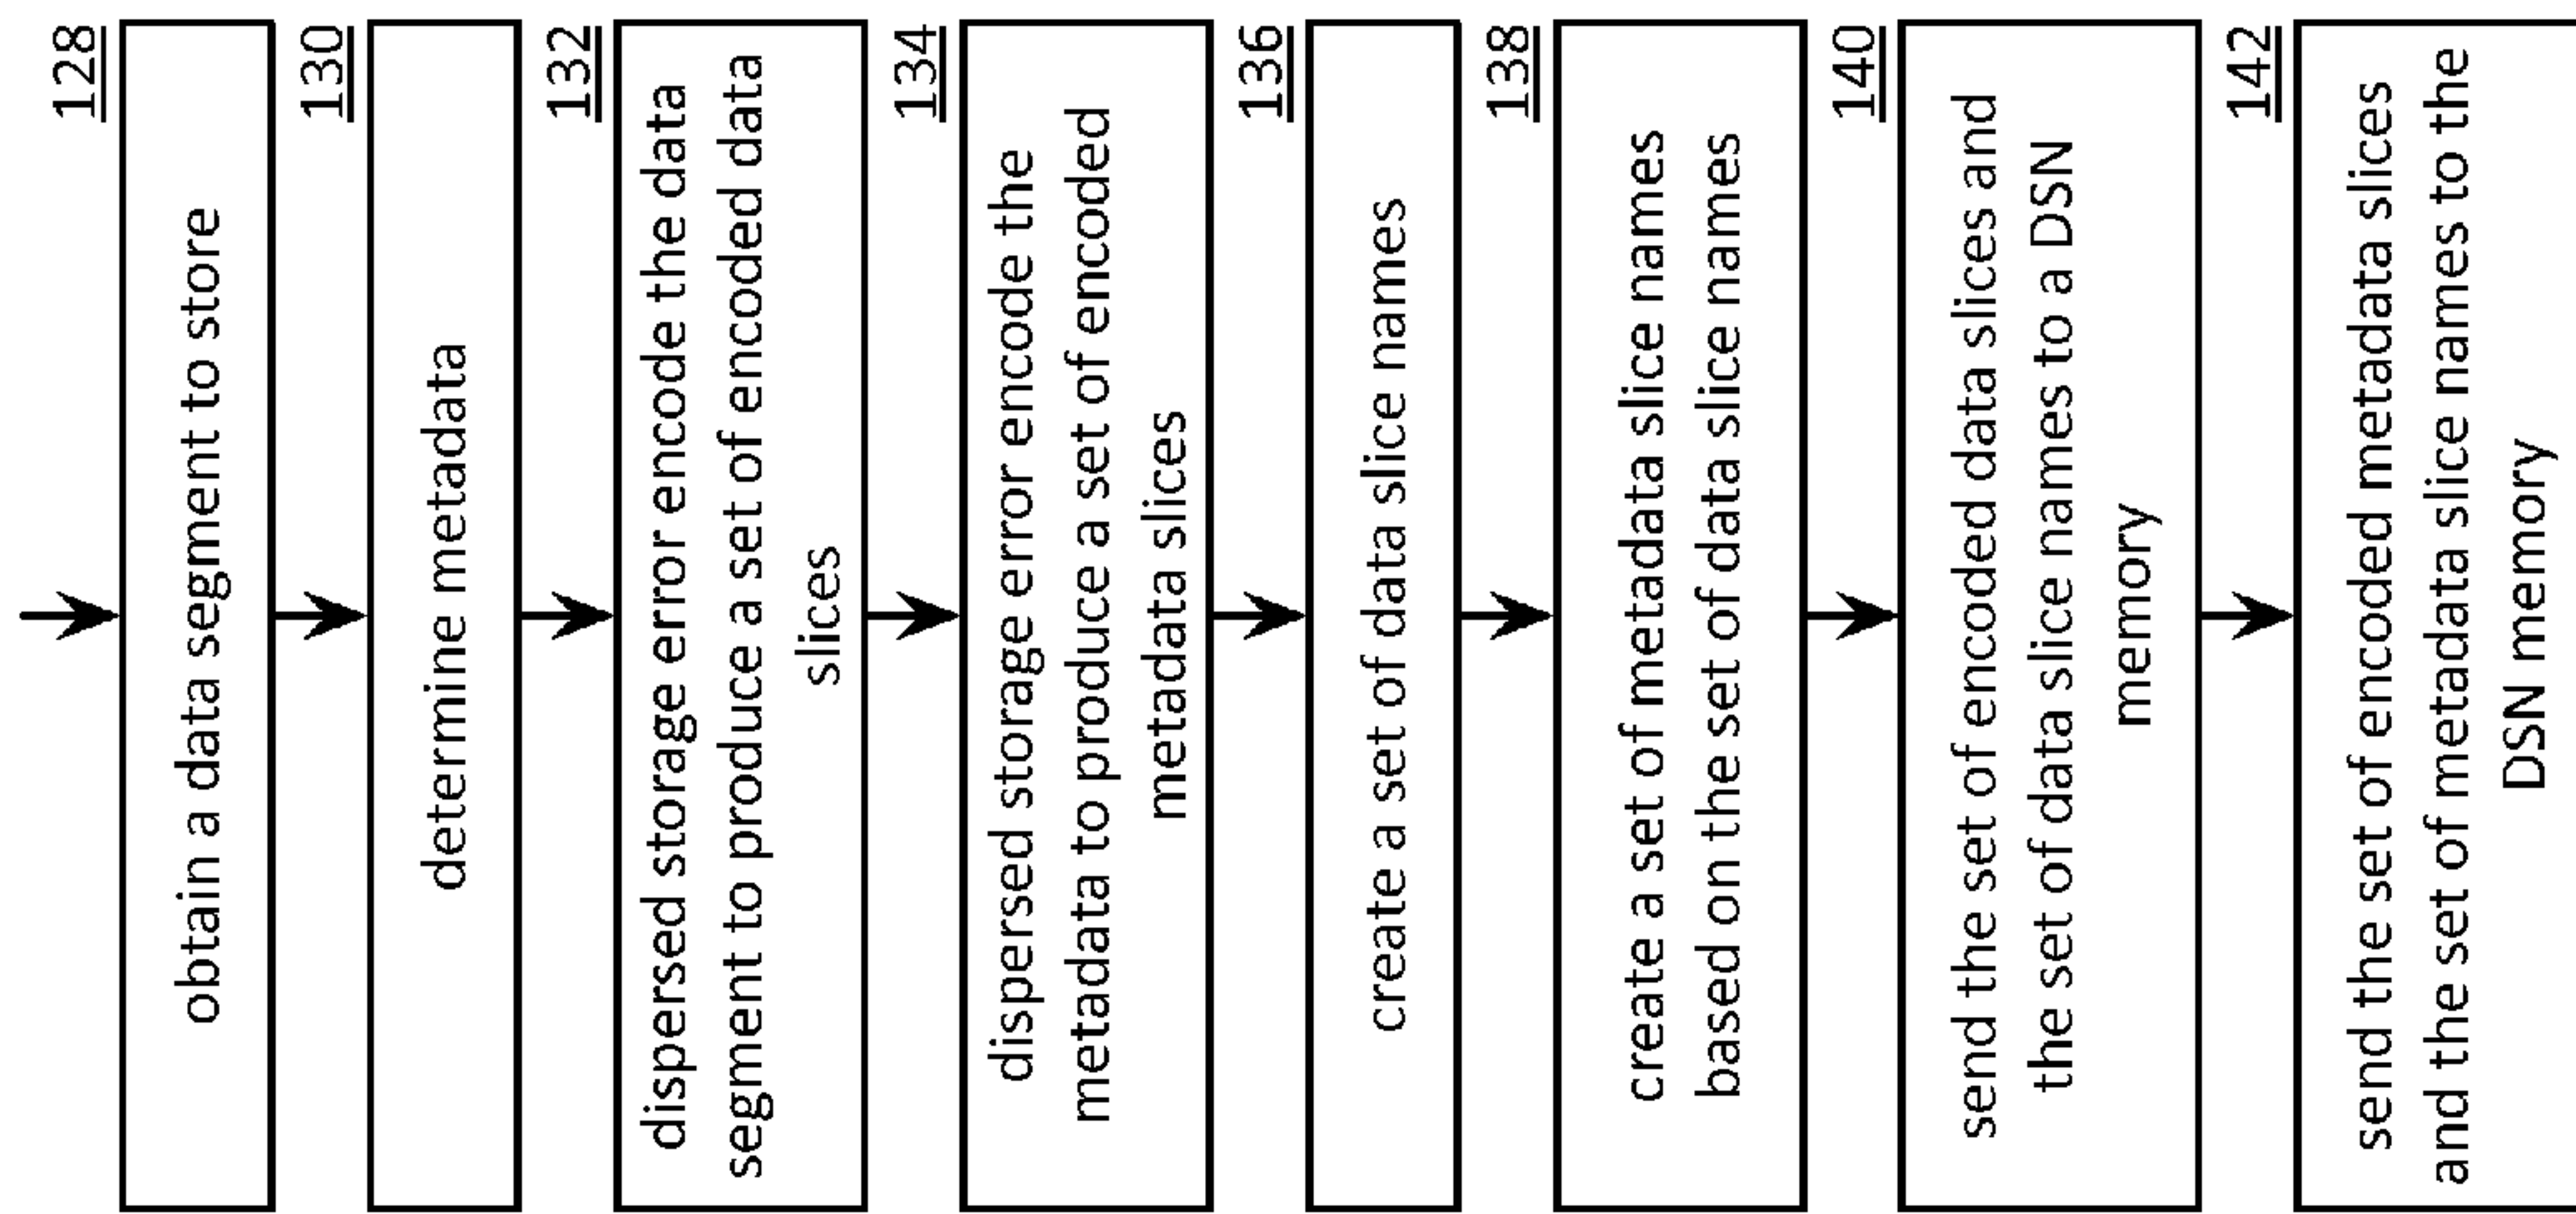 128
obtain a data segment to store
130
determine metadata
132
dispersed storage error encode the data
segment to produce a set of encoded data
slices
134
dispersed storage error encode the
metadata to produce a set of encoded
metadata slices
136
create a set of data slice names
138
create a set of metadata slice names
based on the set of data slice names
140
send the set of encoded data slices and
the set of data slice names to a DSN
memory
142
send the set of encoded metadata slices
and the set of metadata slice names to the
DSN memory